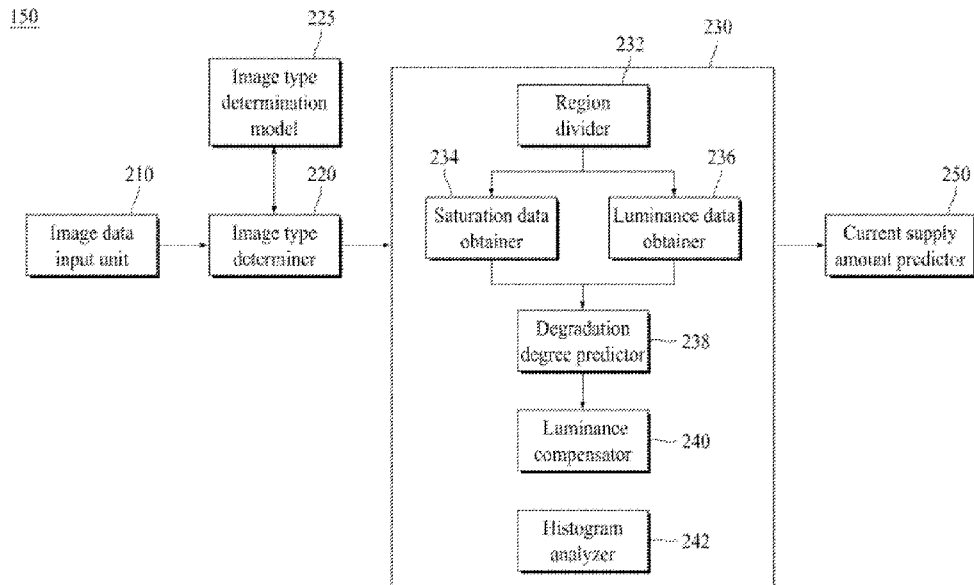 150
225
Image type
determination
model
210
Image data
input unit
220
Image type
determiner
230
232
Region
divider
234
Saturation data
obtainer
236
Luminance data
obtainer
Degradation
degree predictor
238
Luminance
compensator
240
Histogram
analyzer
242
250
Current supply
amount predictor